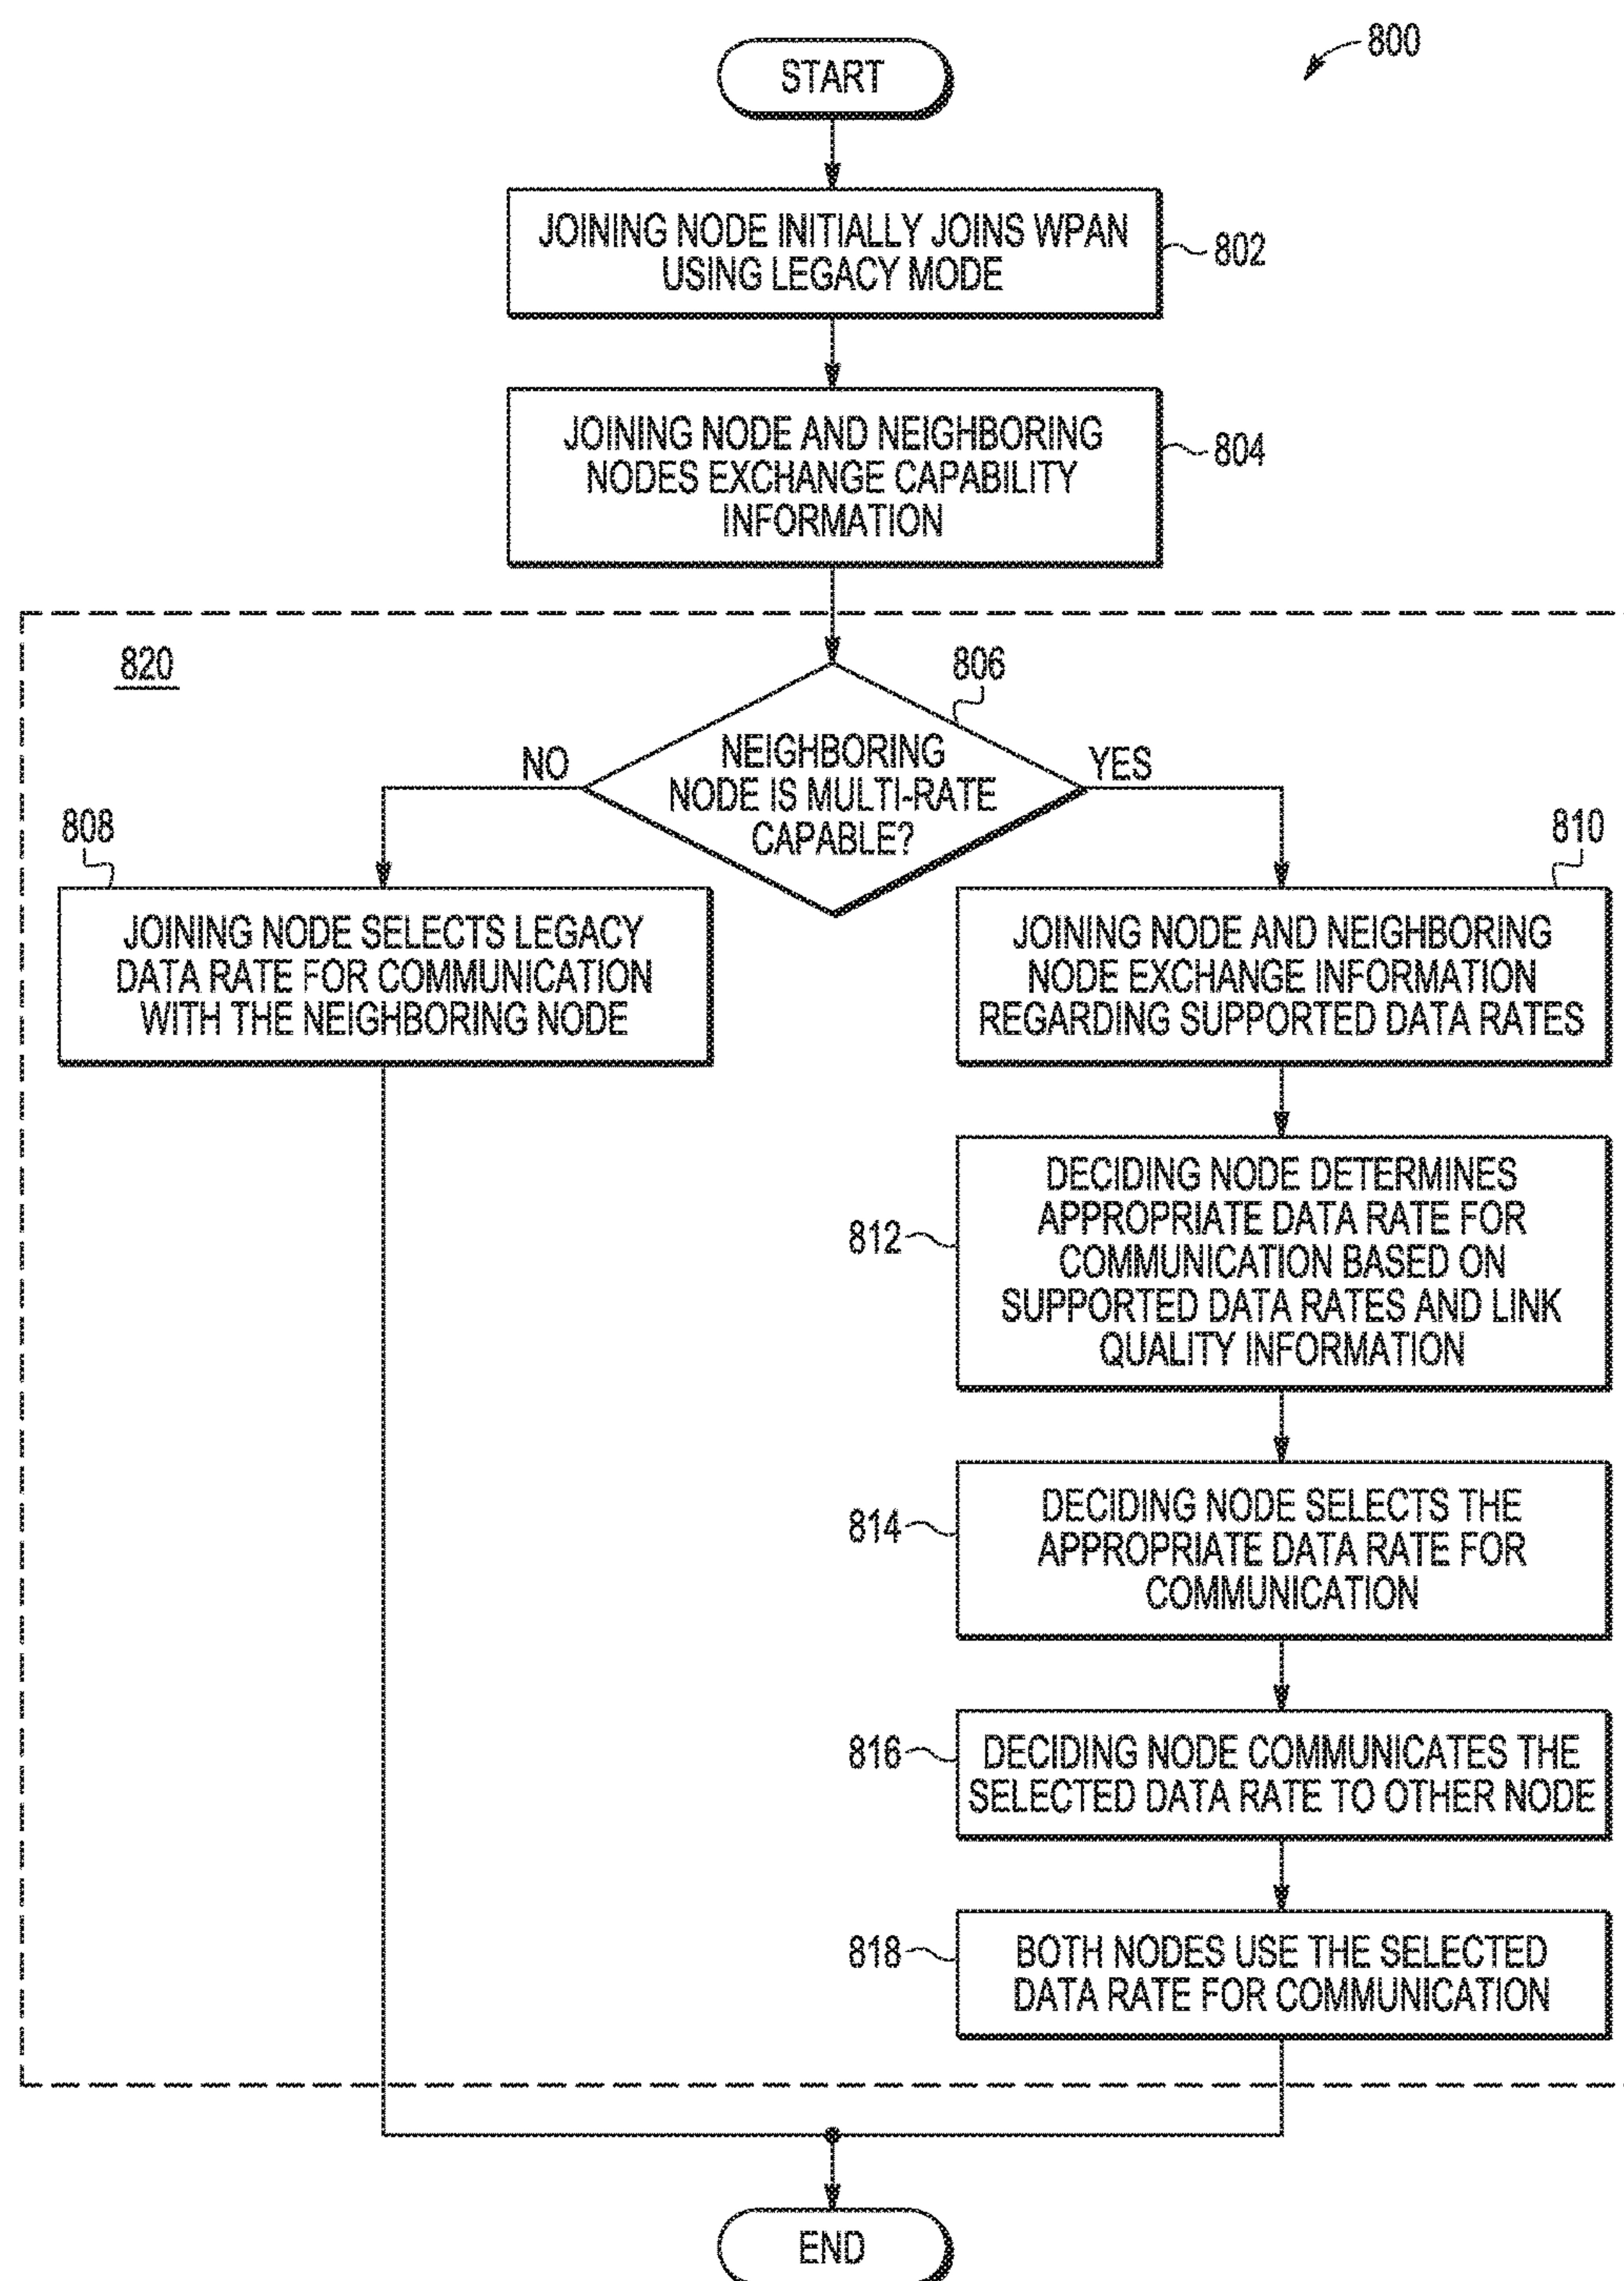 800
START
JOINING NODE INITIALLY JOINS WPAN
USING LEGACY MODE
802
JOINING NODE AND NEIGHBORING
NODES EXCHANGE CAPABILITY
INFORMATION
804
820
806
NEIGHBORING
NODE IS MULTI-RATE
CAPABLE?
NO
YES
808
JOINING NODE SELECTS LEGACY
DATA RATE FOR COMMUNICATION
WITH THE NEIGHBORING NODE
810
JOINING NODE AND NEIGHBORING
NODE EXCHANGE INFORMATION
REGARDING SUPPORTED DATA RATES
812
DECIDING NODE DETERMINES
APPROPRIATE DATA RATE FOR
COMMUNICATION BASED ON
SUPPORTED DATA RATES AND LINK
QUALITY INFORMATION
814
DECIDING NODE SELECTS THE
APPROPRIATE DATA RATE FOR
COMMUNICATION
816
DECIDING NODE COMMUNICATES THE
SELECTED DATA RATE TO OTHER NODE
818
BOTH NODES USE THE SELECTED
DATA RATE FOR COMMUNICATION
END